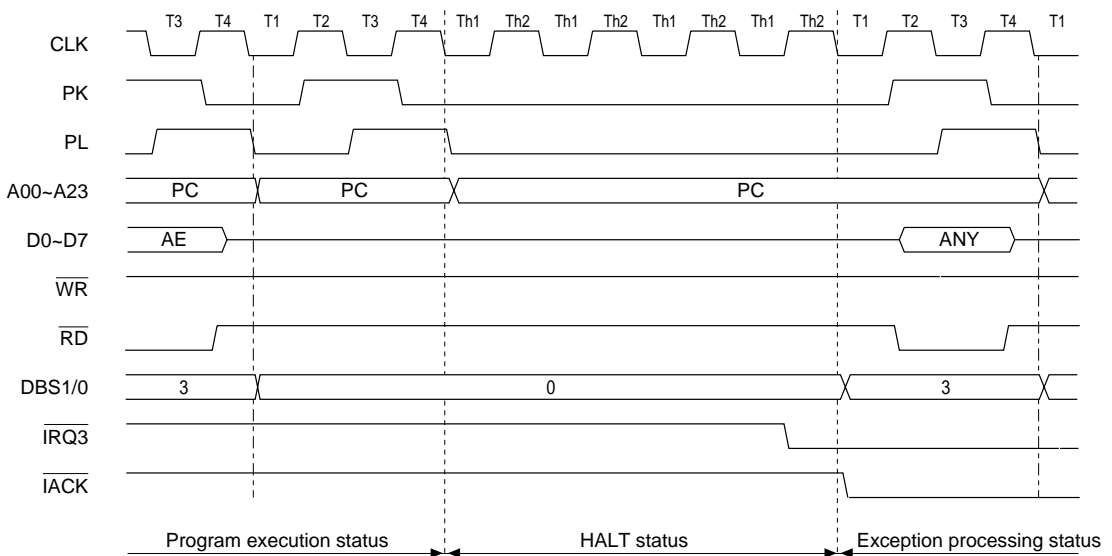 T3 T4 T1 T2 T3 T4 Th1 Th2 Th1 Th2 Th1 Th2 Th1 Th2 T1 T2 T3 T4 T1
CLK
PK
PL
A00~A23 PC PC PC
D0~D7 AE ANY
WR
RD
DBS1/0 3 0 3
IRQ3
IACK
Program execution status HALT status Exception processing status